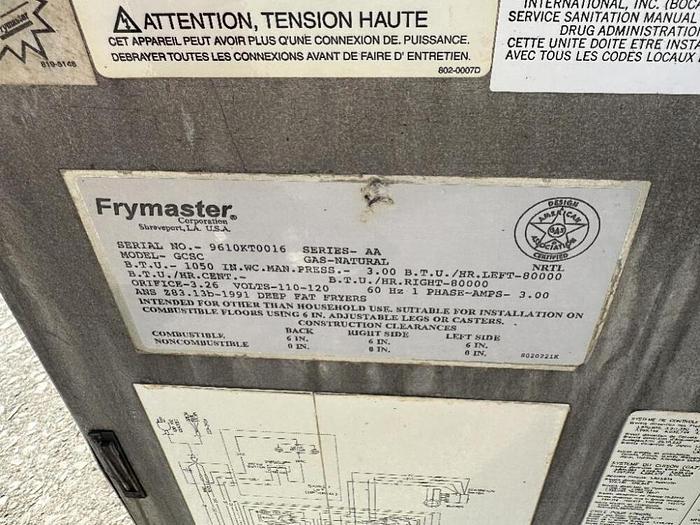 Frymaster
819-5148
ATTENTION, TENSION HAUTE
CET APPAREIL PEUT AVOIR PLUS QU'UNE CONNEXION DE PUISSANCE.
DEBRAYER TOUTES LES CONNEXIONS AVANT DE FAIRE D' ENTRETIEN.
802-0007D
INTERNATIONAL, INC. (BOCA
SERVICE SANITATION MANUAL
DRUG ADMINISTRATION
CETTE UNITE DOITE ETRE INSTA
AVEC TOUS LES CODES LOCAUX
Frymaster®
Corporation
Shreveport, LA. U.S.A.
DESIGN
AMERICAN
GAS
ASSOCIATION
CERTIFIED
NRTL
SERIAL NO.- 9610KT0016 SERIES- AA
MODEL- GCSC GAS-NATURAL
B.T.U.- 1050 IN.WC.MAN.PRESS.- 3.00 B.T.U./HR.LEFT-80000
B.T.U./HR.CENT.- B.T.U./HR.RIGHT-80000
ORIFICE-3.26 VOLTS-110-120 60 Hz 1 PHASE-AMPS- 3.00
ANS Z83.13b-1991 DEEP FAT FRYERS
INTENDED FOR OTHER THAN HOUSEHOLD USE. SUITABLE FOR INSTALLATION ON
COMBUSTIBLE FLOORS USING 6 IN. ADJUSTABLE LEGS OR CASTERS.
CONSTRUCTION CLEARANCES
BACK RIGHT SIDE LEFT SIDE
COMBUSTIBLE 6 IN. 6 IN. 6 IN.
NONCOMBUSTIBLE 0 IN. 0 IN. 0 IN.
8020721K